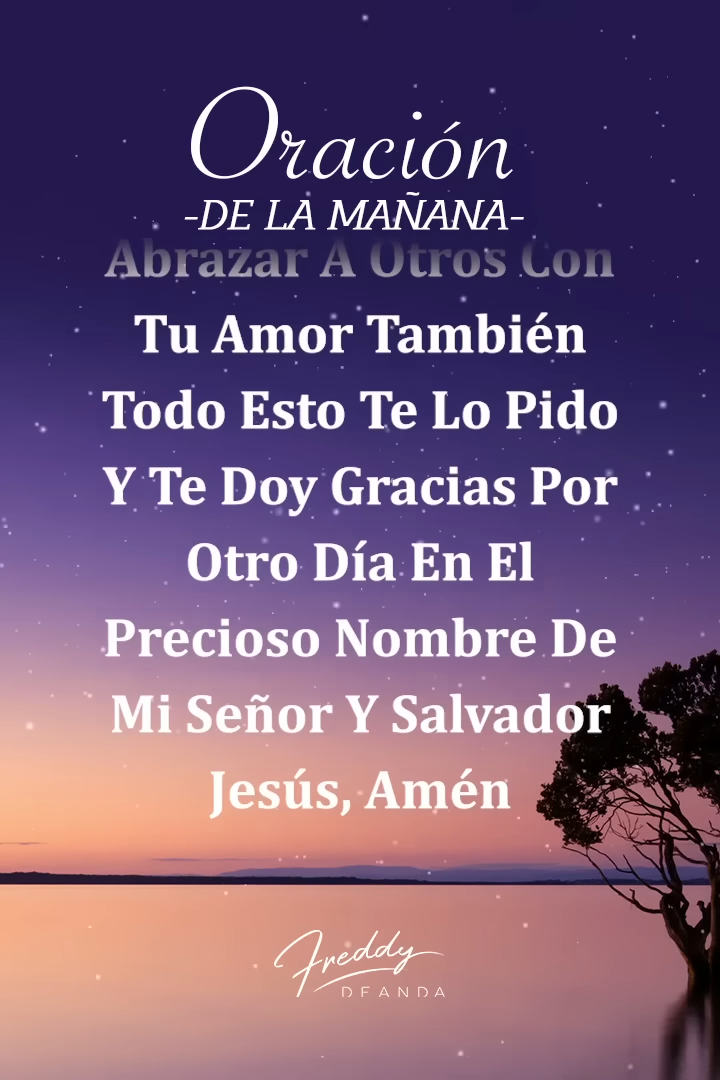 Oración
-DE LA MAÑANA-
Abrazar A Otros Con
Tu Amor También
Todo Esto Te Lo Pido
Y Te Doy Gracias Por
Otro Día En El
Precioso Nombre De
Mi Señor Y Salvador
Jesús, Amén
Freddy
DEANDA